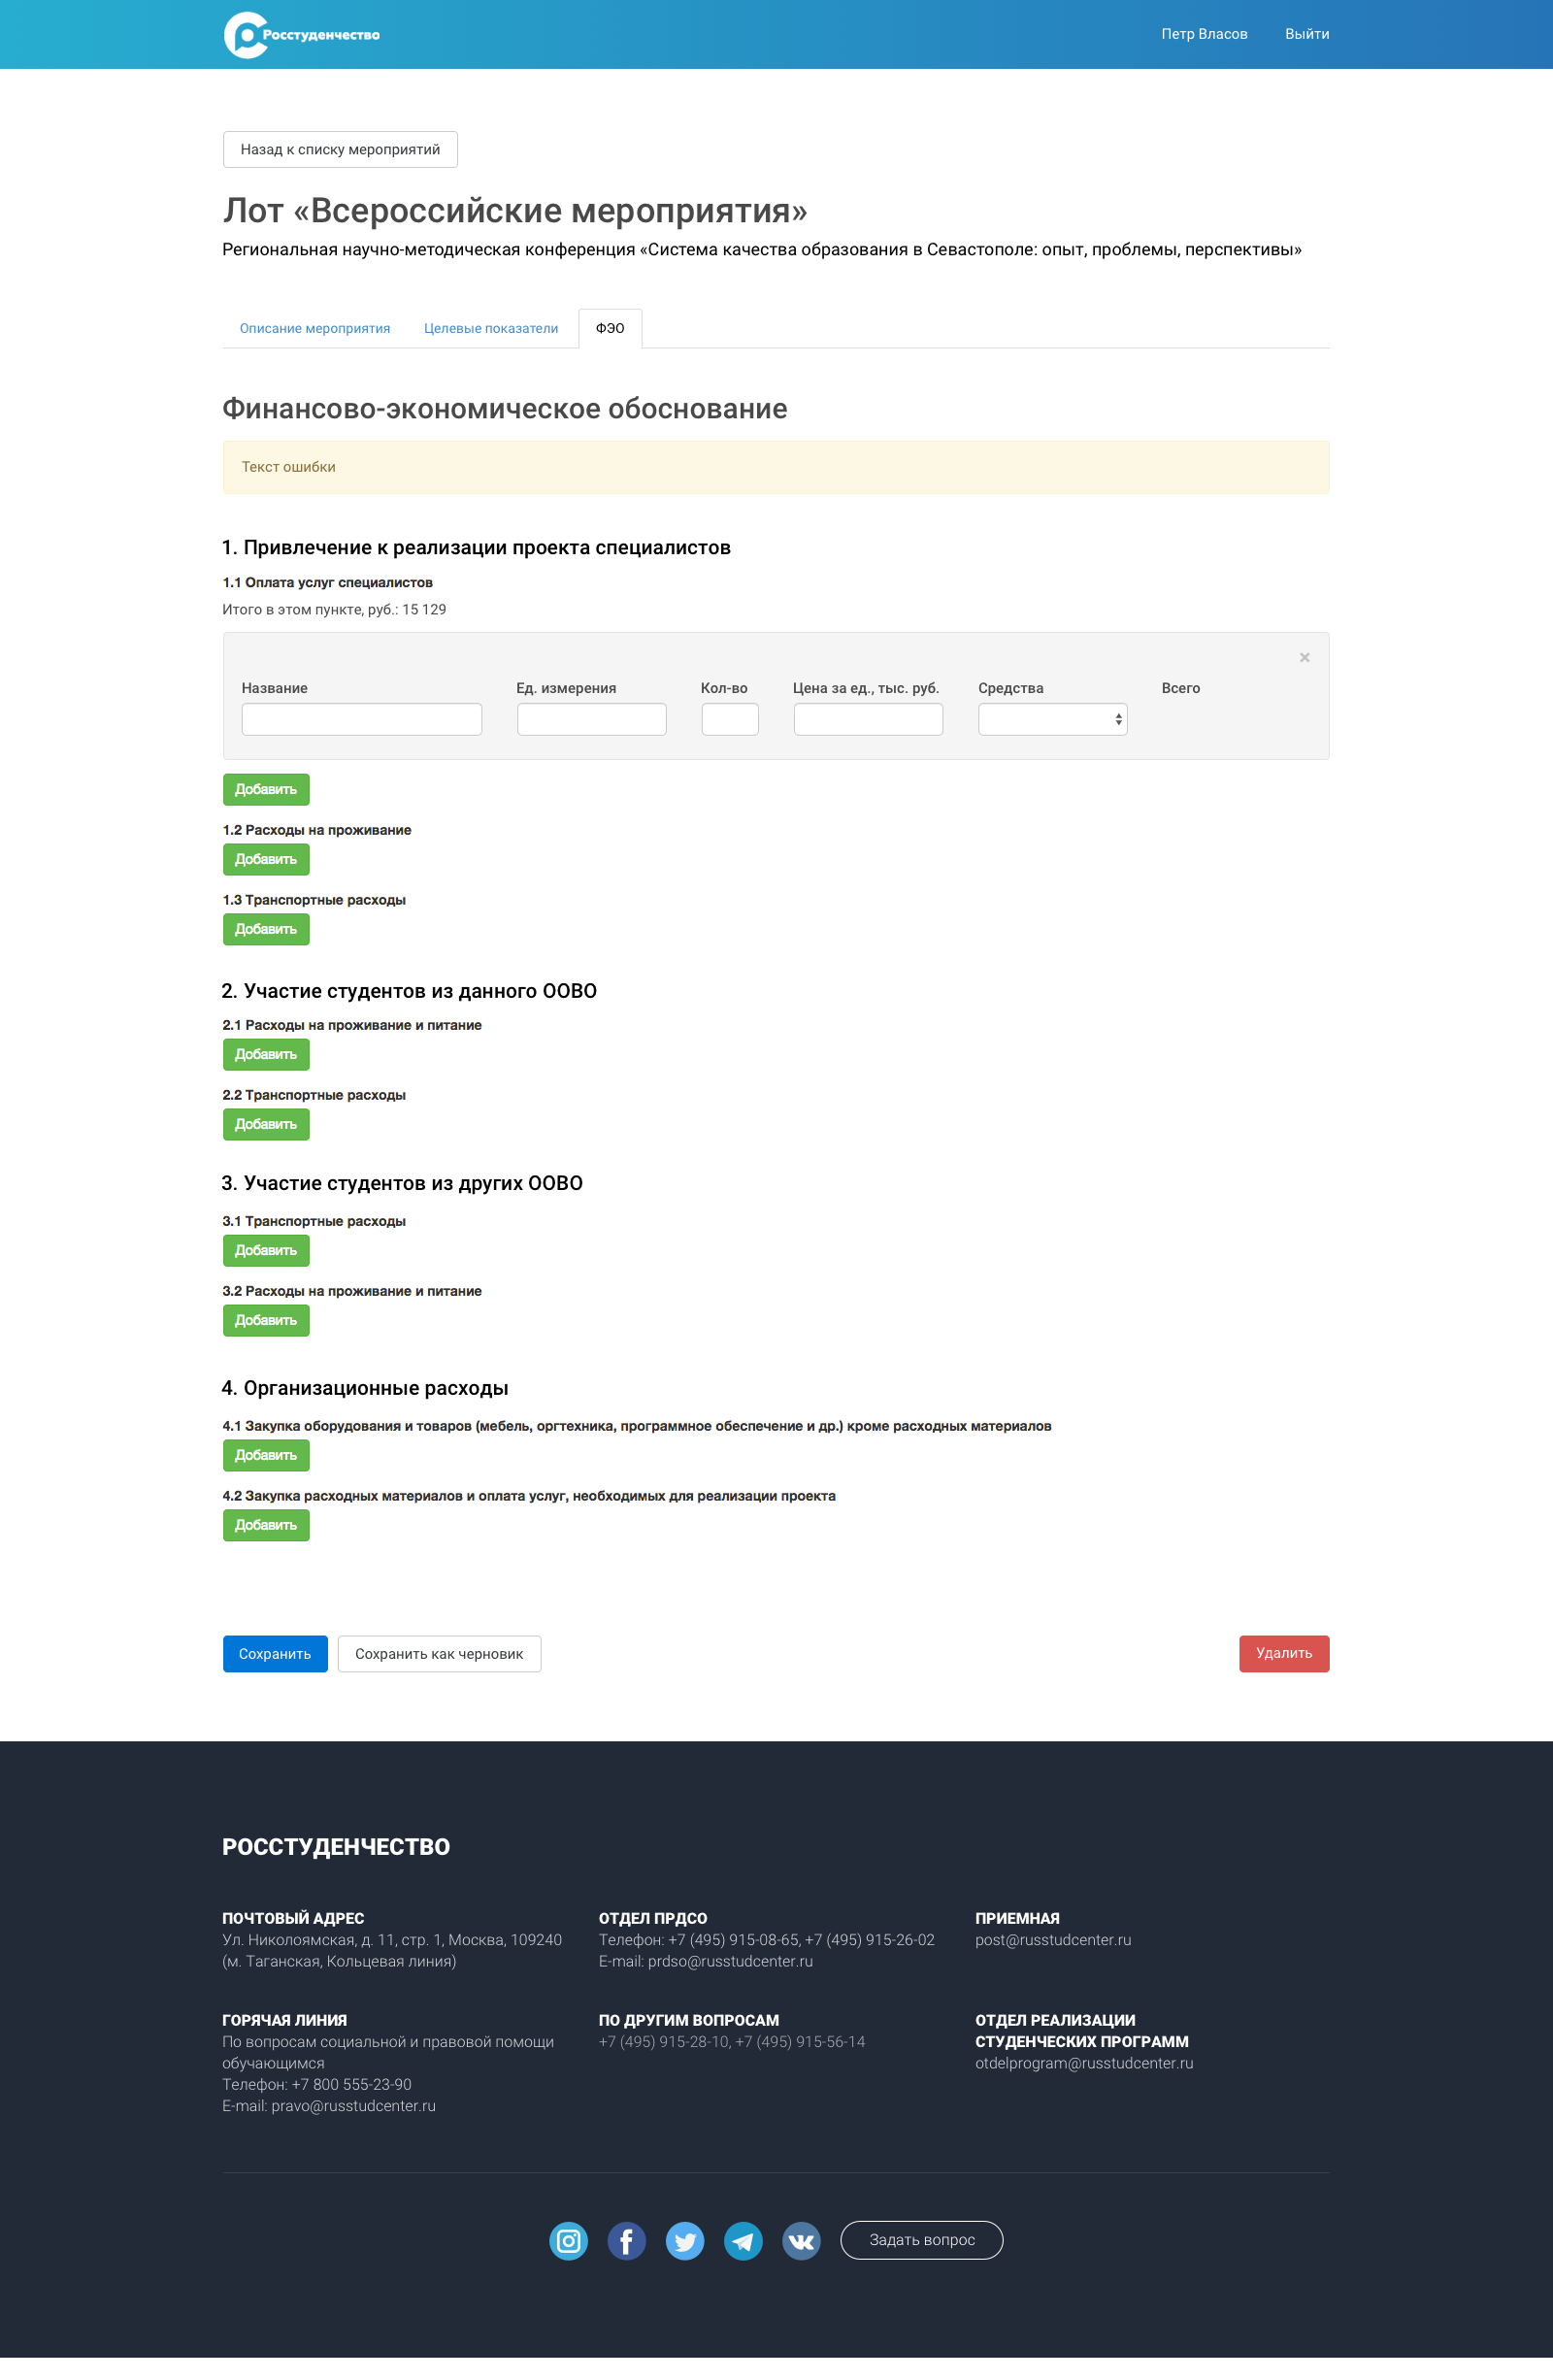 Росстуденчество
Петр Власов
Выйти
Назад к списку мероприятий
Лот «Всероссийские мероприятия»
Региональная научно-методическая конференция «Система качества образования в Севастополе: опыт, проблемы, перспективы»
Описание мероприятия
Целевые показатели
ФЭО
Финансово-экономическое обоснование
Текст ошибки
1. Привлечение к реализации проекта специалистов
1.1 Оплата услуг специалистов
Итого в этом пункте, руб.: 15 129
×
Название
Ед. измерения
Кол-во
Цена за ед., тыс. руб.
Средства
Всего
Добавить
1.2 Расходы на проживание
Добавить
1.3 Транспортные расходы
Добавить
2. Участие студентов из данного ООВО
2.1 Расходы на проживание и питание
Добавить
2.2 Транспортные расходы
Добавить
3. Участие студентов из других ООВО
3.1 Транспортные расходы
Добавить
3.2 Расходы на проживание и питание
Добавить
4. Организационные расходы
4.1 Закупка оборудования и товаров (мебель, оргтехника, программное обеспечение и др.) кроме расходных материалов
Добавить
4.2 Закупка расходных материалов и оплата услуг, необходимых для реализации проекта
Добавить
Сохранить
Сохранить как черновик
Удалить
РОССТУДЕНЧЕСТВО
ПОЧТОВЫЙ АДРЕС
Ул. Николоямская, д. 11, стр. 1, Москва, 109240
(м. Таганская, Кольцевая линия)
ОТДЕЛ ПРДСО
Телефон: +7 (495) 915-08-65, +7 (495) 915-26-02
E-mail: prdso@russtudcenter.ru
ПРИЕМНАЯ
post@russtudcenter.ru
ГОРЯЧАЯ ЛИНИЯ
По вопросам социальной и правовой помощи
обучающимся
Телефон: +7 800 555-23-90
E-mail: pravo@russtudcenter.ru
ПО ДРУГИМ ВОПРОСАМ
+7 (495) 915-28-10, +7 (495) 915-56-14
ОТДЕЛ РЕАЛИЗАЦИИ
СТУДЕНЧЕСКИХ ПРОГРАММ
otdelprogram@russtudcenter.ru
Задать вопрос